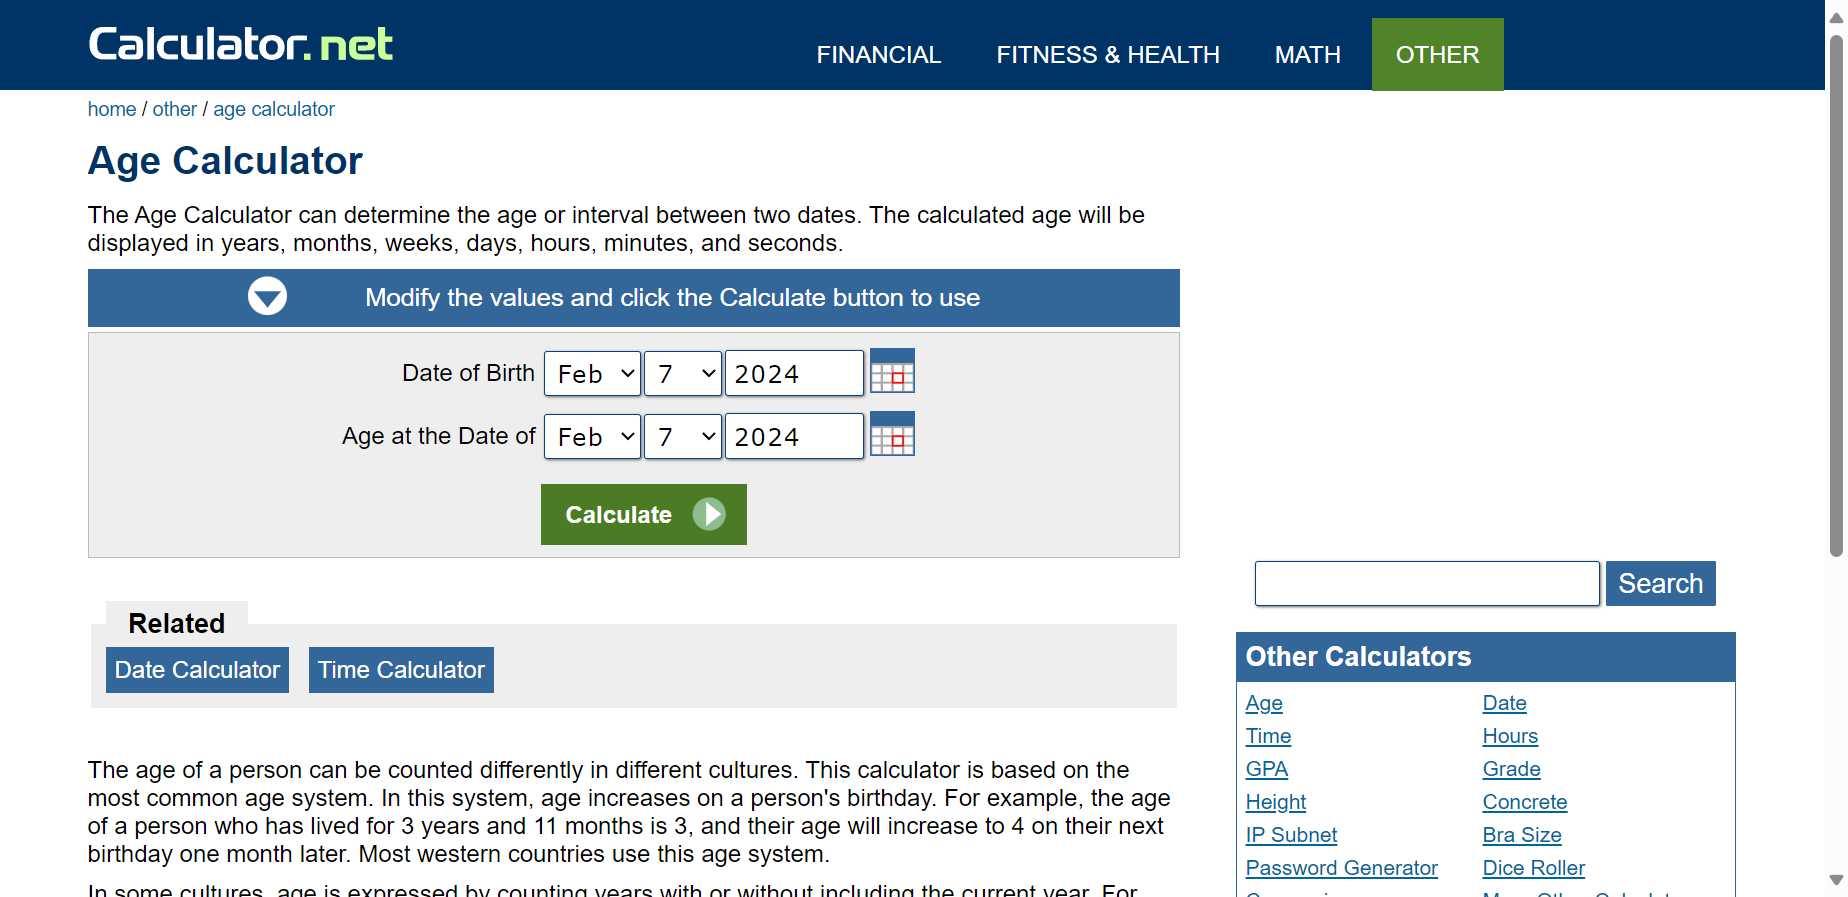 Calculator.net
FINANCIAL
FITNESS & HEALTH
MATH
OTHER
home / other / age calculator
Age Calculator
The Age Calculator can determine the age or interval between two dates. The calculated age will be
displayed in years, months, weeks, days, hours, minutes, and seconds.
Modify the values and click the Calculate button to use
Date of Birth Feb 7 2024
Age at the Date of Feb 7 2024
Calculate
Related
Date Calculator
Time Calculator
The age of a person can be counted differently in different cultures. This calculator is based on the
most common age system. In this system, age increases on a person's birthday. For example, the age
of a person who has lived for 3 years and 11 months is 3, and their age will increase to 4 on their next
birthday one month later. Most western countries use this age system.
In some cultures, age is expressed by counting years with or without including the current year. For
Search
Other Calculators
Age Date
Time Hours
GPA Grade
Height Concrete
IP Subnet Bra Size
Password Generator Dice Roller